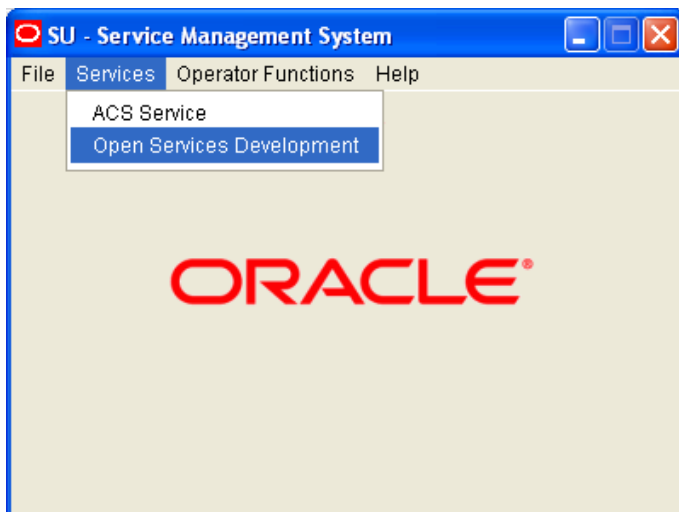 SU - Service Management System
File Services Operator Functions Help
ACS Service
Open Services Development
ORACLE®